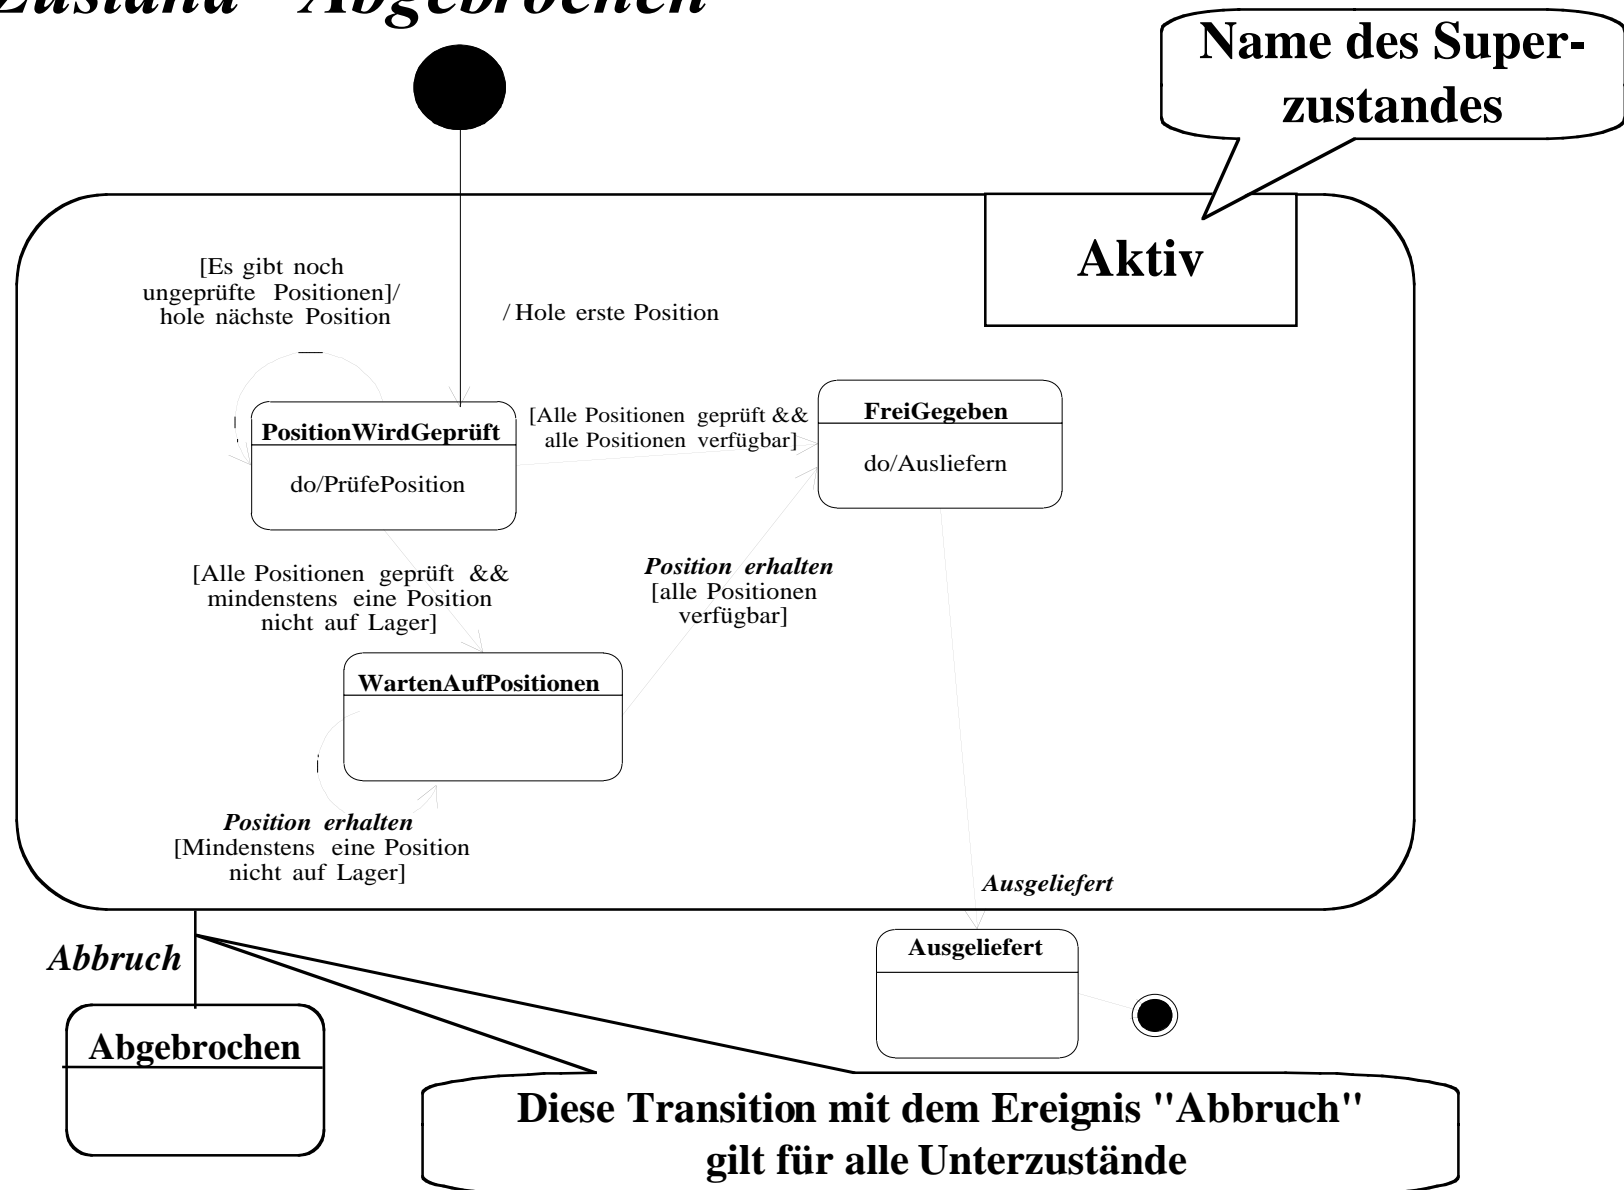 Zustand "Abgebrochen"
Name des Super-
zustandes
Aktiv
[Es gibt noch
ungeprüfte Positionen]/
hole nächste Position
/ Hole erste Position
PositionWirdGeprüft
do/PrüfePosition
[Alle Positionen geprüft &&
alle Positionen verfügbar]
FreiGegeben
do/Ausliefern
[Alle Positionen geprüft &&
mindenstens eine Position
nicht auf Lager]
Position erhalten
[alle Positionen
verfügbar]
WartenAufPositionen
Position erhalten
[Mindenstens eine Position
nicht auf Lager]
Ausgeliefert
Abbruch
Ausgeliefert
Abgebrochen
Diese Transition mit dem Ereignis "Abbruch"
gilt für alle Unterzustände